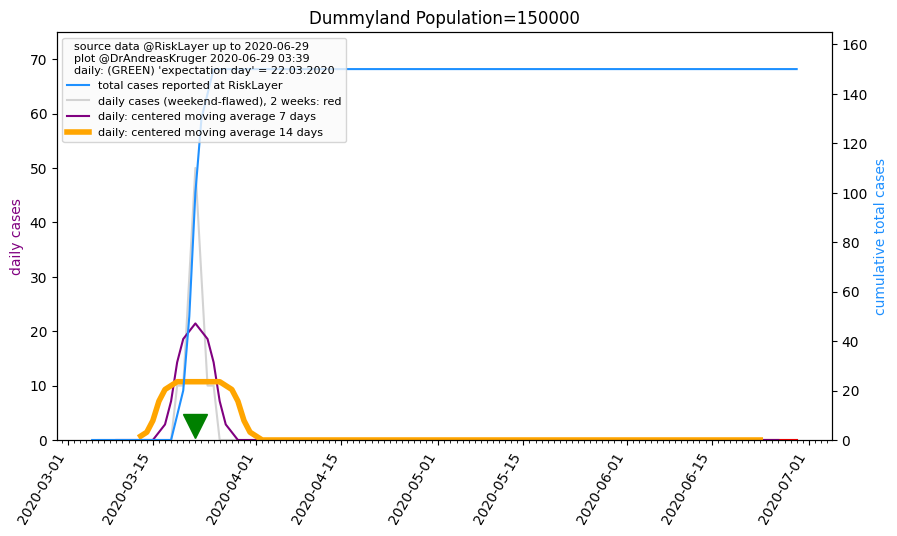 Dummyland Population=150000
source data @RiskLayer up to 2020-06-29
plot @DrAndreasKruger 2020-06-29 03:39
daily: (GREEN) 'expectation day' = 22.03.2020
total cases reported at RiskLayer
daily cases (weekend-flawed), 2 weeks: red
daily: centered moving average 7 days
daily: centered moving average 14 days
daily cases
70
60
50
40
30
20
10
0
cumulative total cases
160
140
120
100
80
60
40
20
0
2020-03-01
2020-03-15
2020-04-01
2020-04-15
2020-05-01
2020-05-15
2020-06-01
2020-06-15
2020-07-01